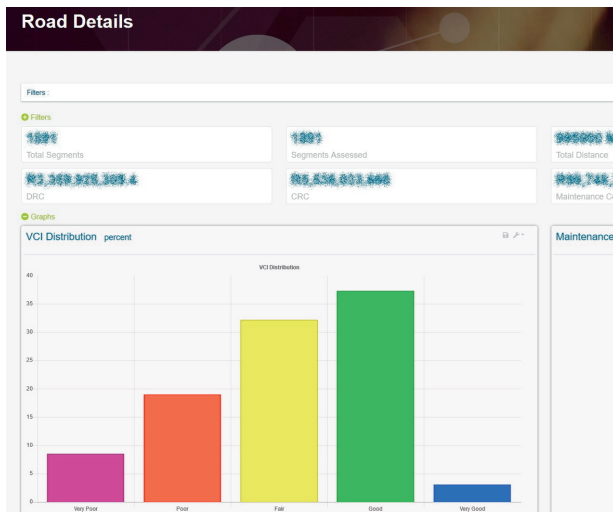 Road Details
Filters :
Filters
Total Segments
Segments Assessed
Total Distance
DRC
CRC
Graphs
VCI Distribution percent
Maintenance
VCI Distribution
40
35
30
25
20
15
10
5
0
Very Poor
Poor
Fair
Good
Very Good